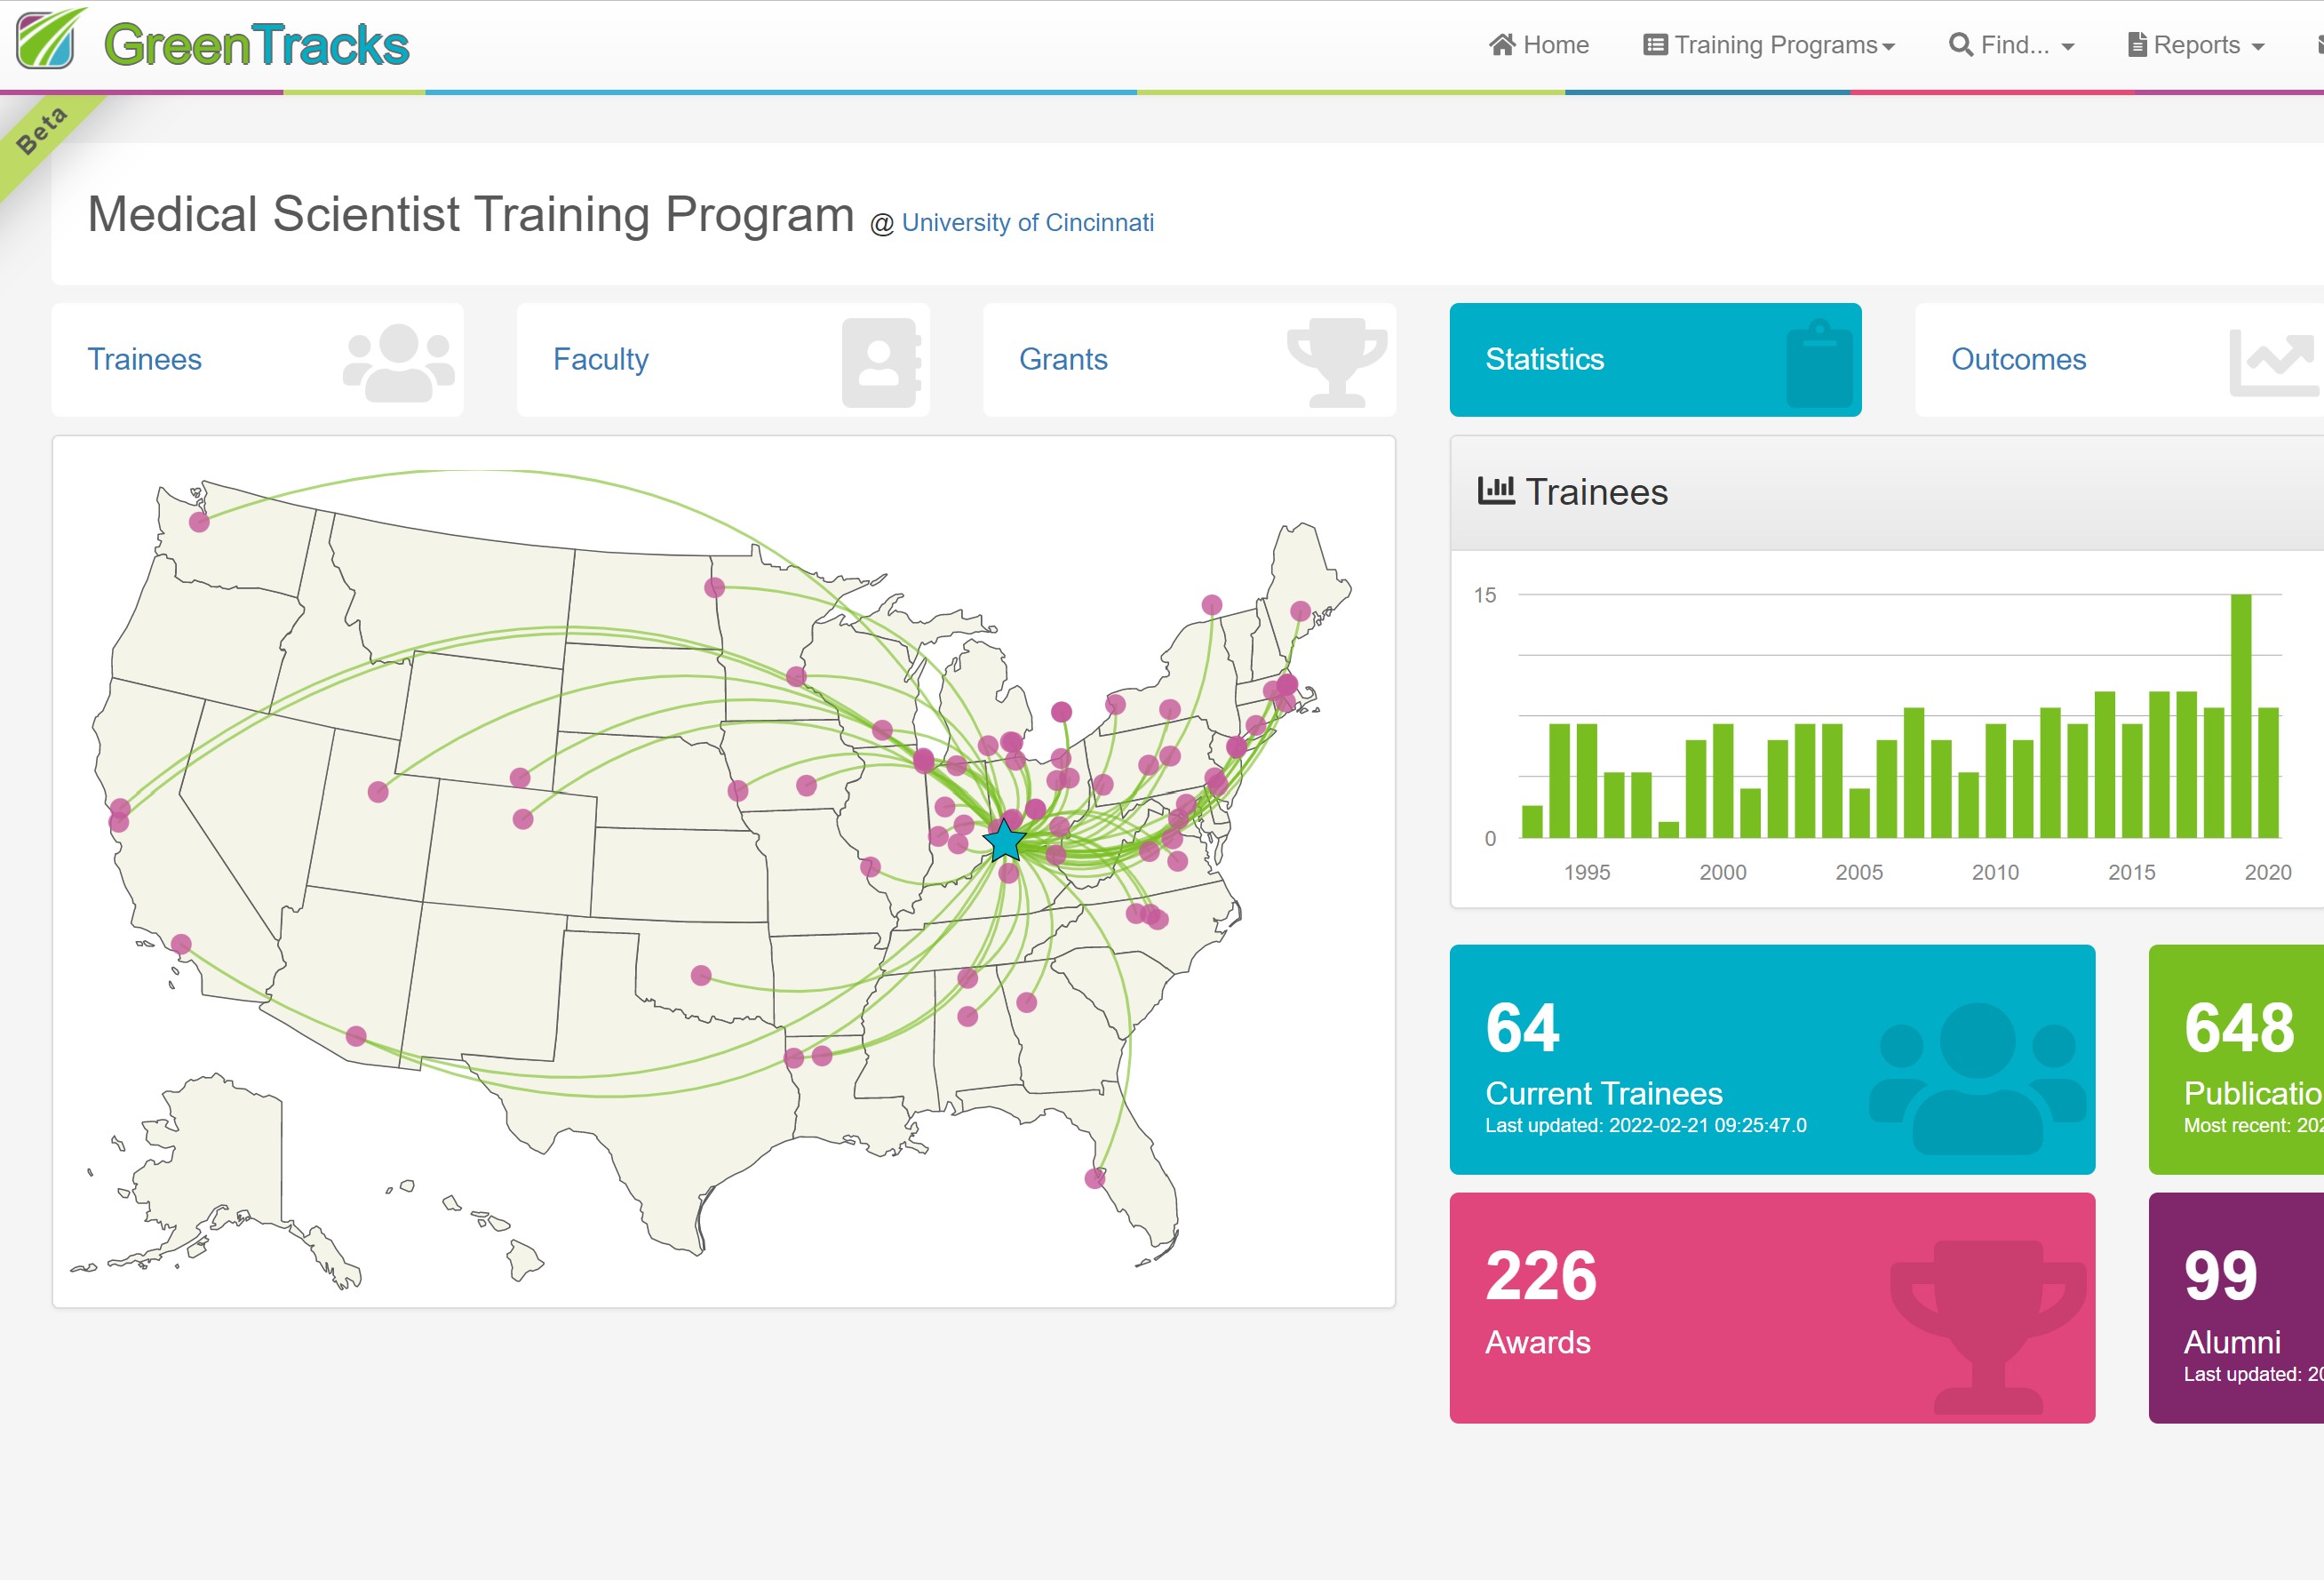 GreenTracks
Home Training Programs Find... Reports
Beta
Medical Scientist Training Program @ University of Cincinnati
Trainees Faculty Grants Statistics Outcomes
Trainees
15
0
1995 2000 2005 2010 2015 2020
64
Current Trainees
Last updated: 2022-02-21 09:25:47.0
648
Publicatio
Most recent: 202
226
Awards
99
Alumni
Last updated: 20